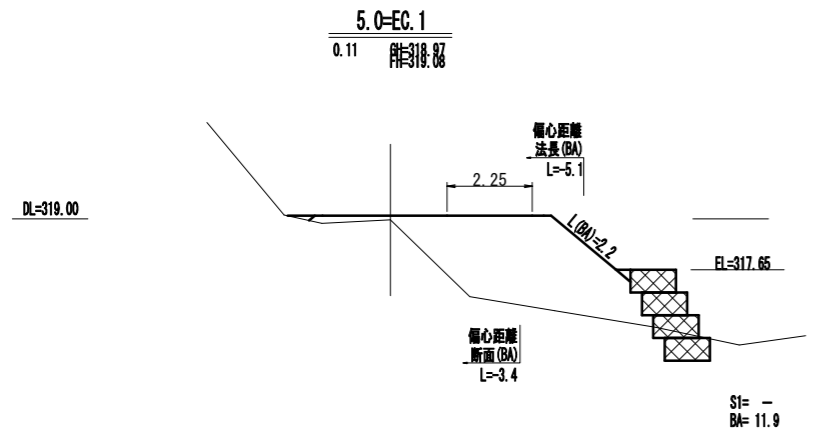 5.0=EC.1
0.11 GH=318.97
FH=319.08
偏心距離
法長(BA)
L=-5.1
2.25
DL=319.00
L(BA)=2.2
EL=317.65
偏心距離
断面(BA)
L=-3.4
S1= －
BA= 11.9